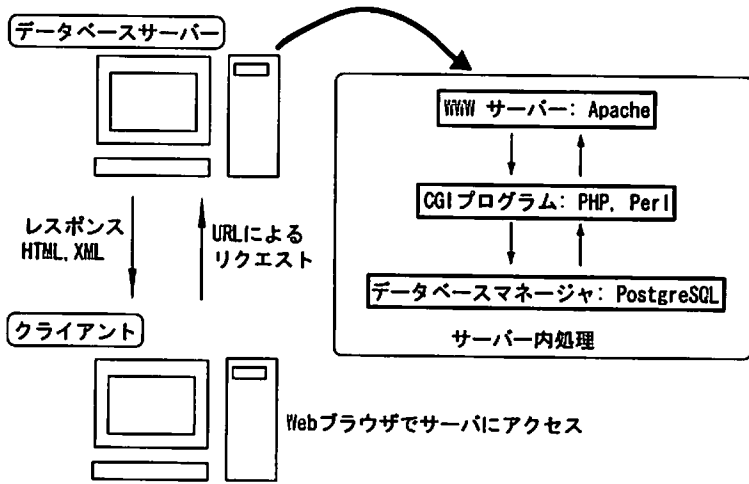 データベースサーバー
WWW サーバー: Apache
CGIプログラム: PHP, Perl
データベースマネージャ: PostgreSQL
サーバー内処理
レスポンス
HTML, XML
URLによる
リクエスト
クライアント
Webブラウザでサーバにアクセス